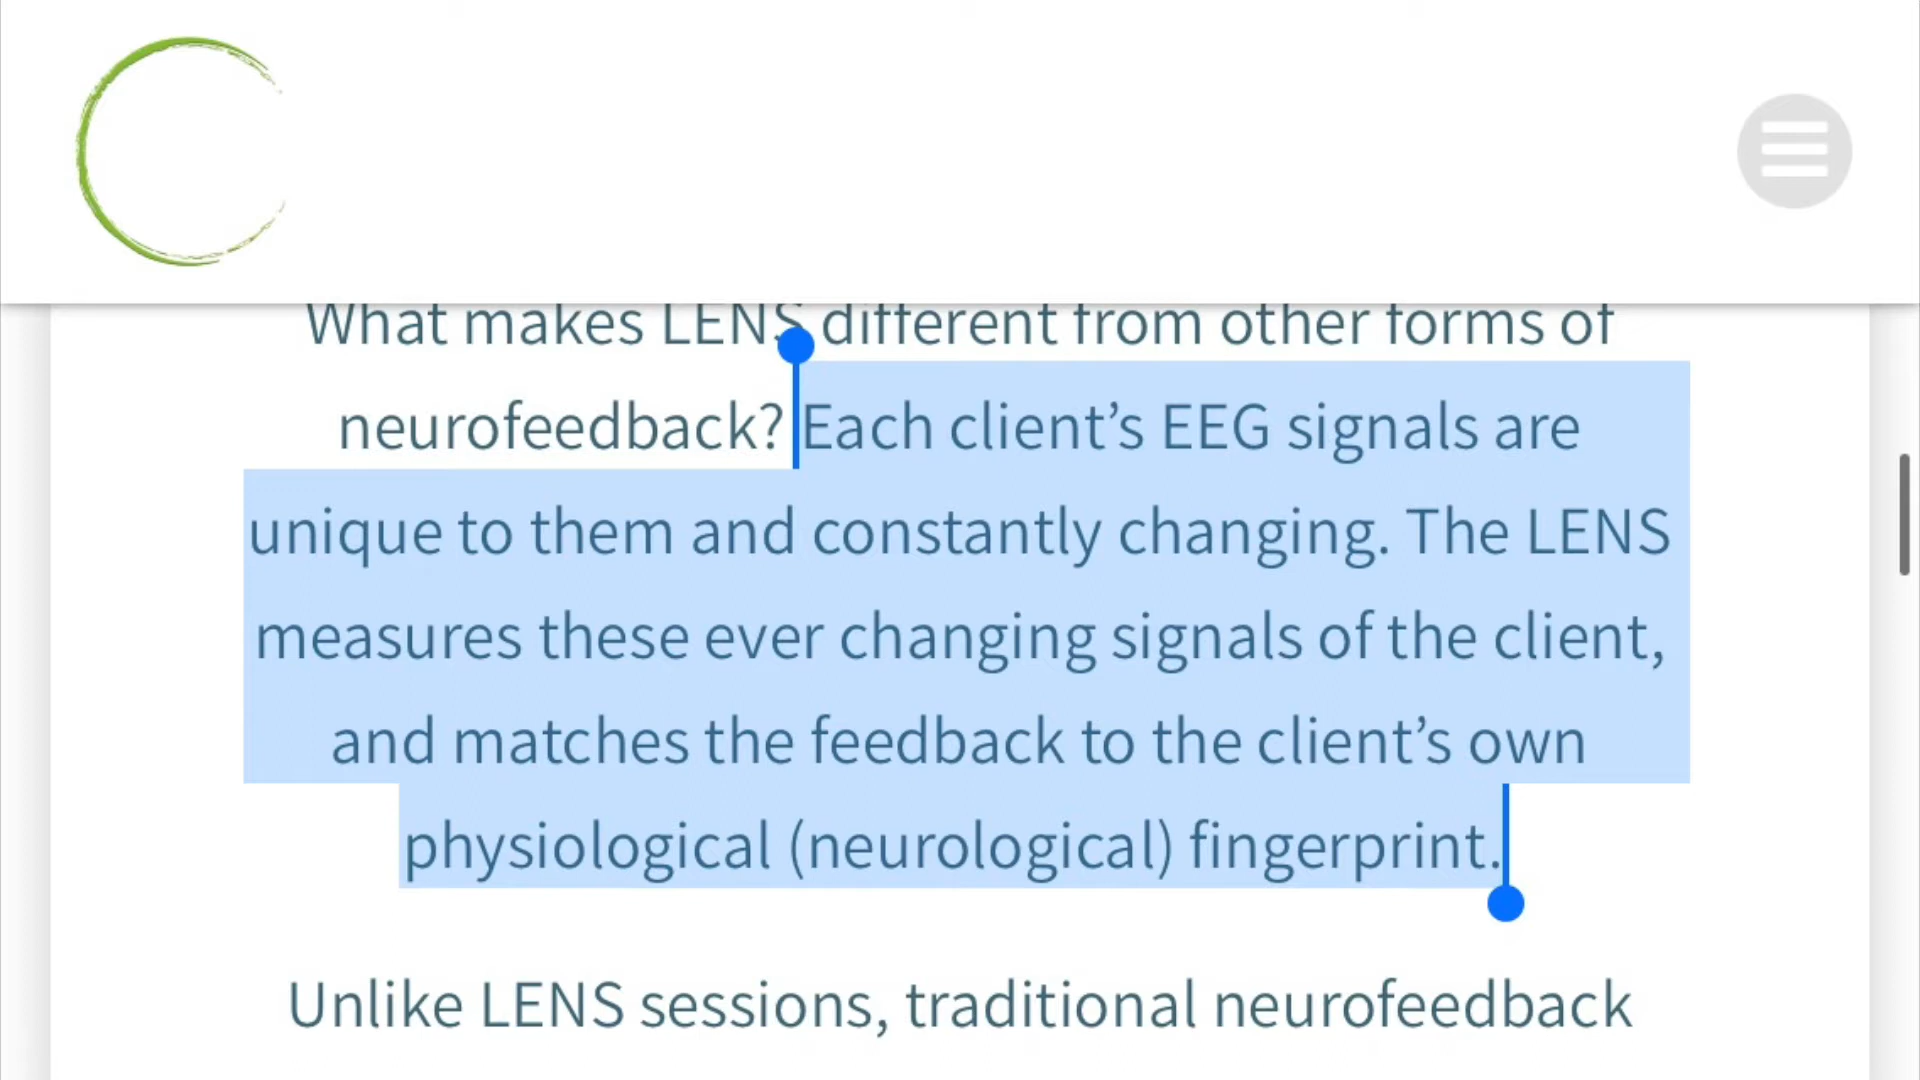 What makes LENS different from other forms of
neurofeedback? Each client’s EEG signals are
unique to them and constantly changing. The LENS
measures these ever changing signals of the client,
and matches the feedback to the client’s own
physiological (neurological) fingerprint.
Unlike LENS sessions, traditional neurofeedback